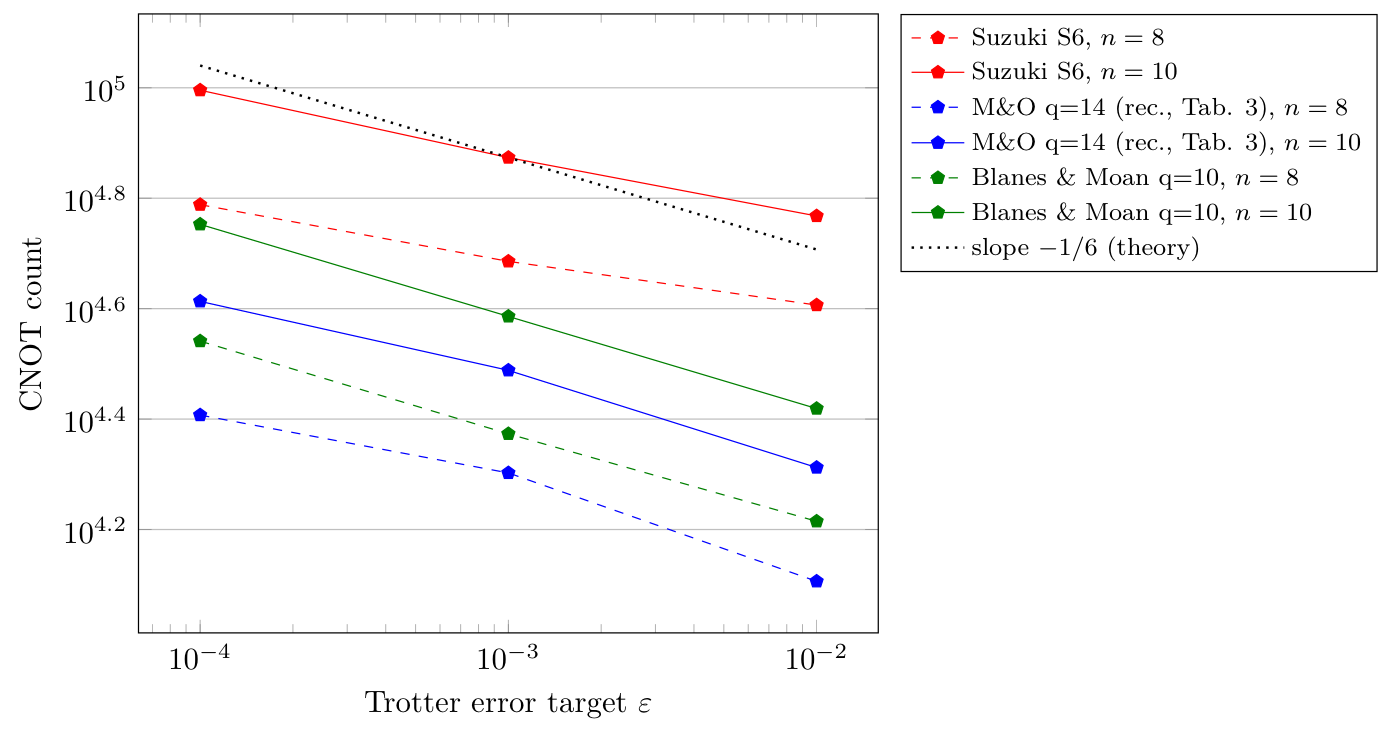 CNOT count
10^5
10^4.8
10^4.6
10^4.4
10^4.2
10^−4
10^−3
10^−2
Trotter error target ε
Suzuki S6, n = 8
Suzuki S6, n = 10
M&O q=14 (rec., Tab. 3), n = 8
M&O q=14 (rec., Tab. 3), n = 10
Blanes & Moan q=10, n = 8
Blanes & Moan q=10, n = 10
slope −1/6 (theory)